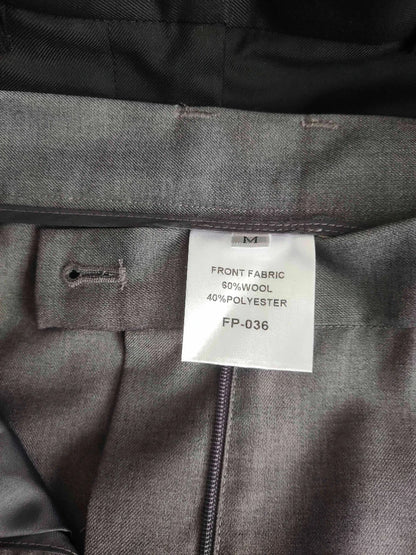 M
FRONT FABRIC
60%WOOL
40%POLYESTER
FP-036